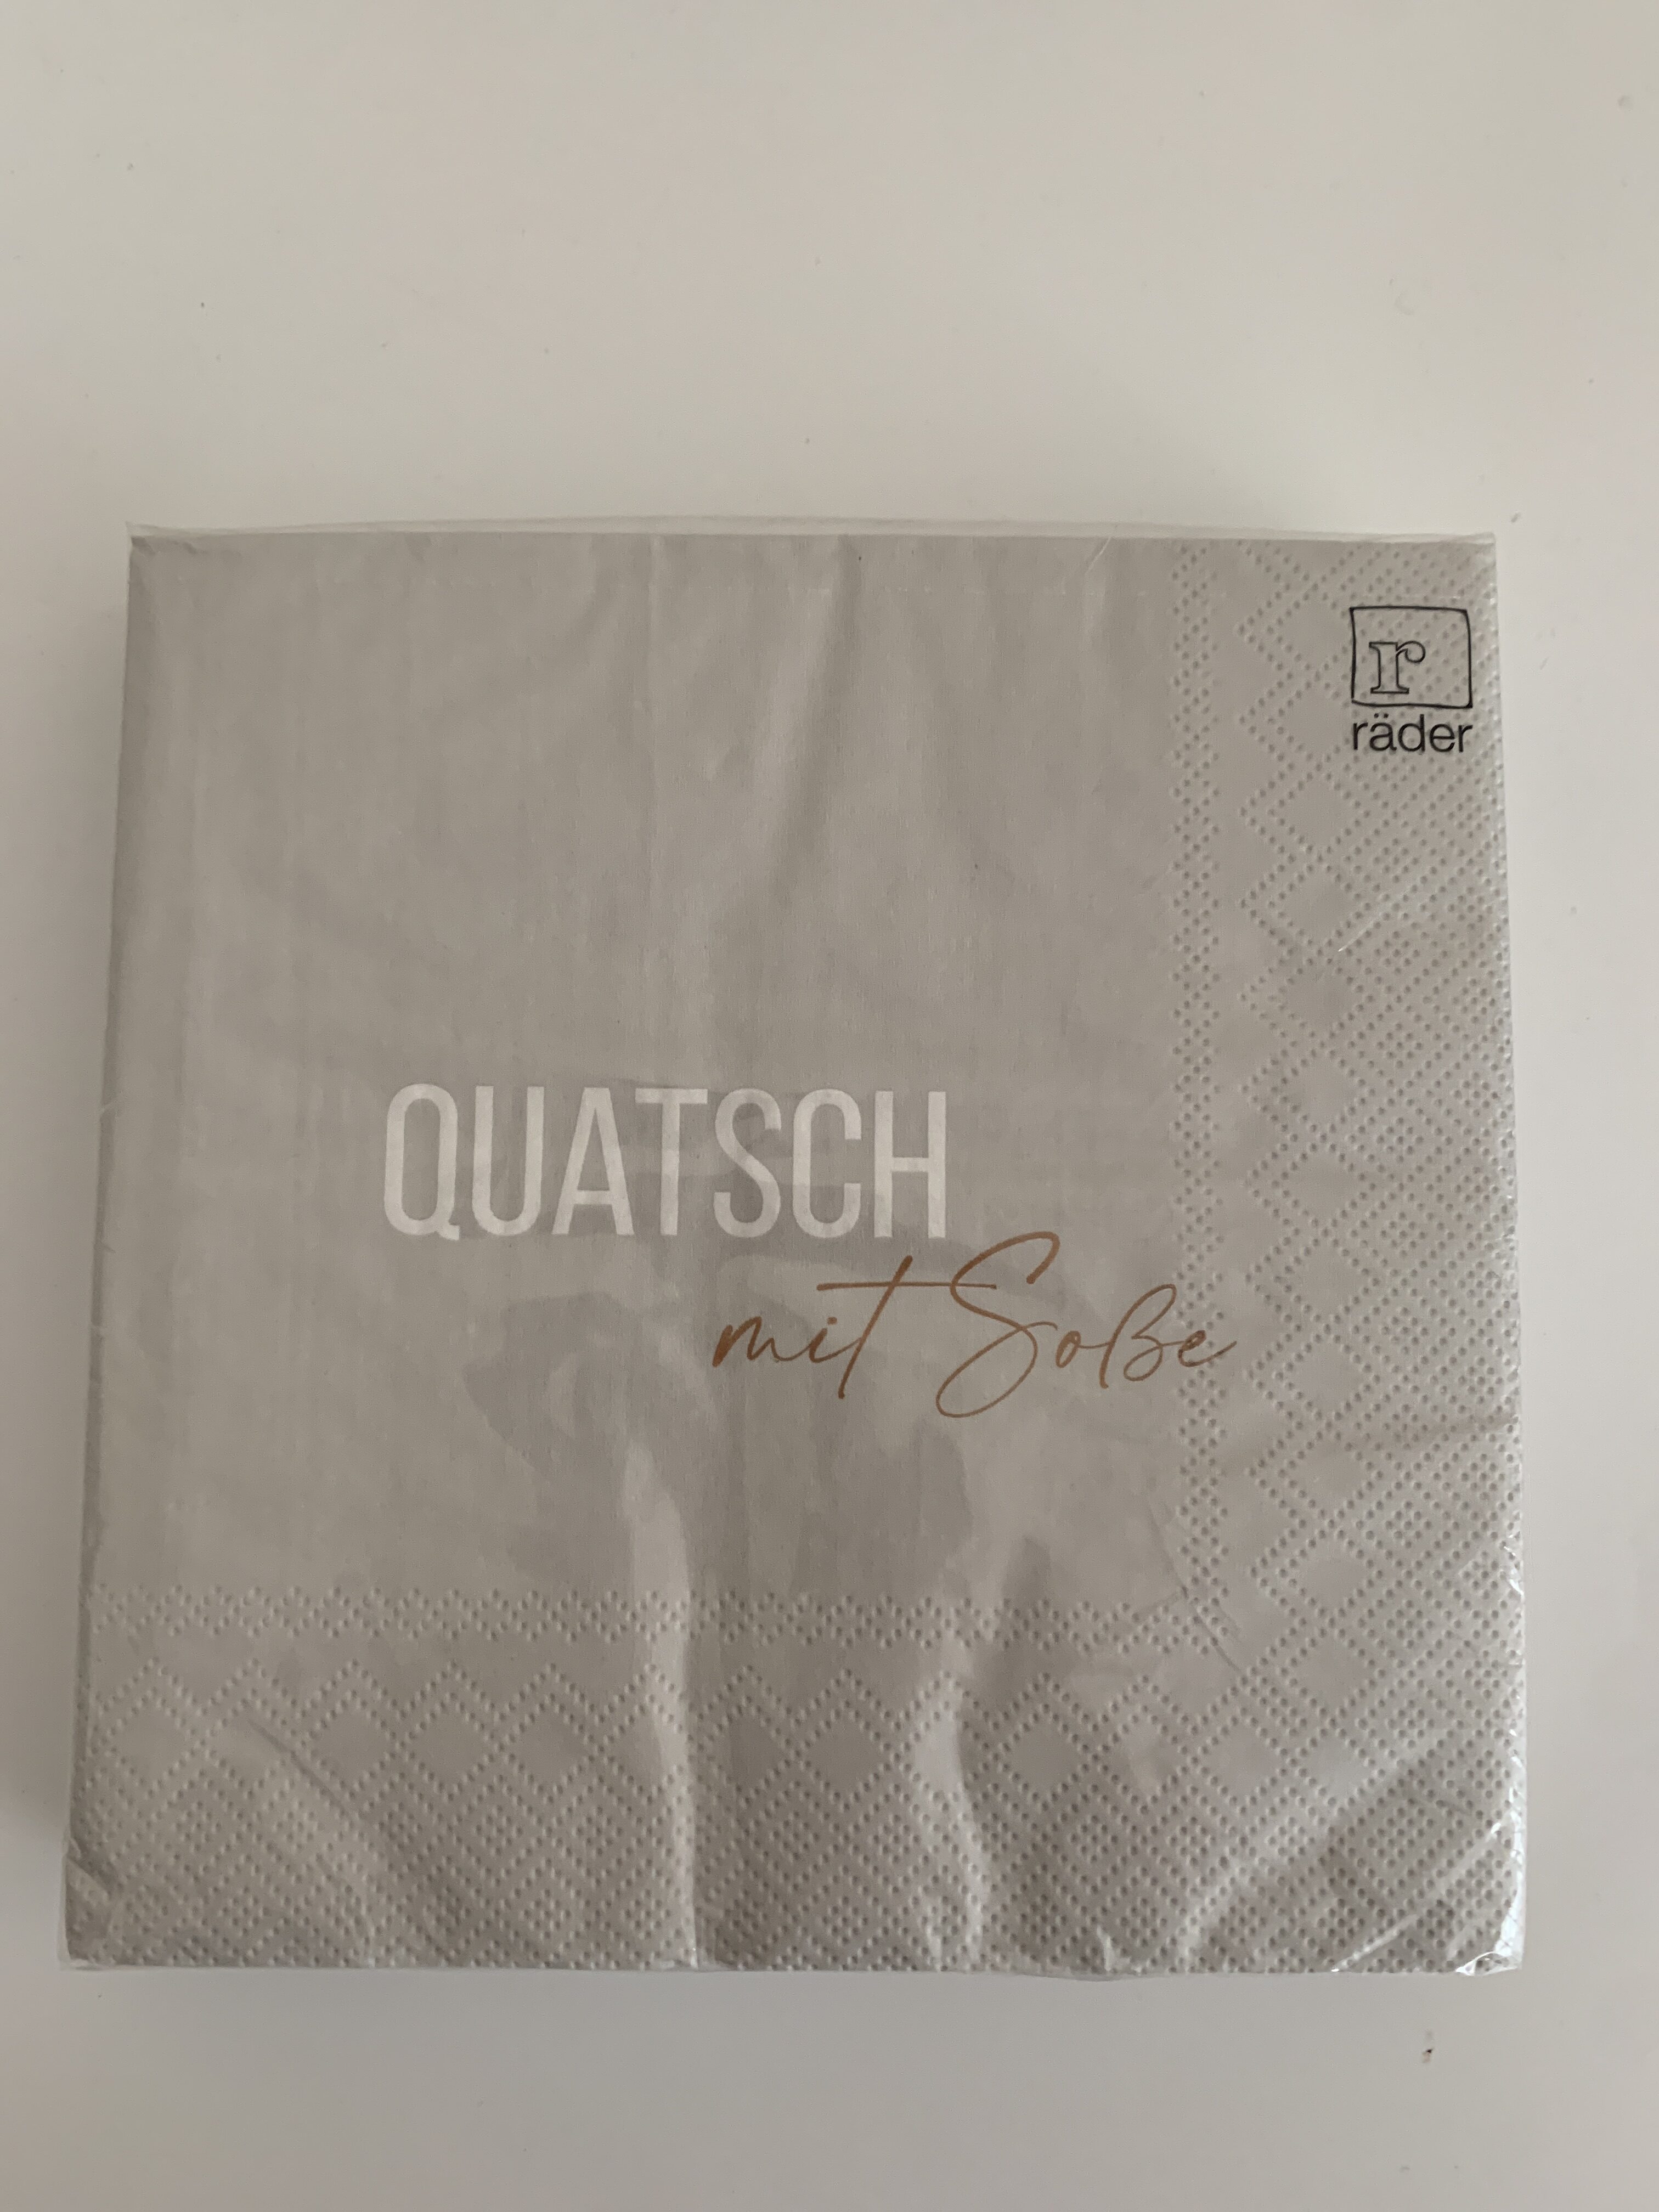 r
räder
QUATSCH
mit Soße